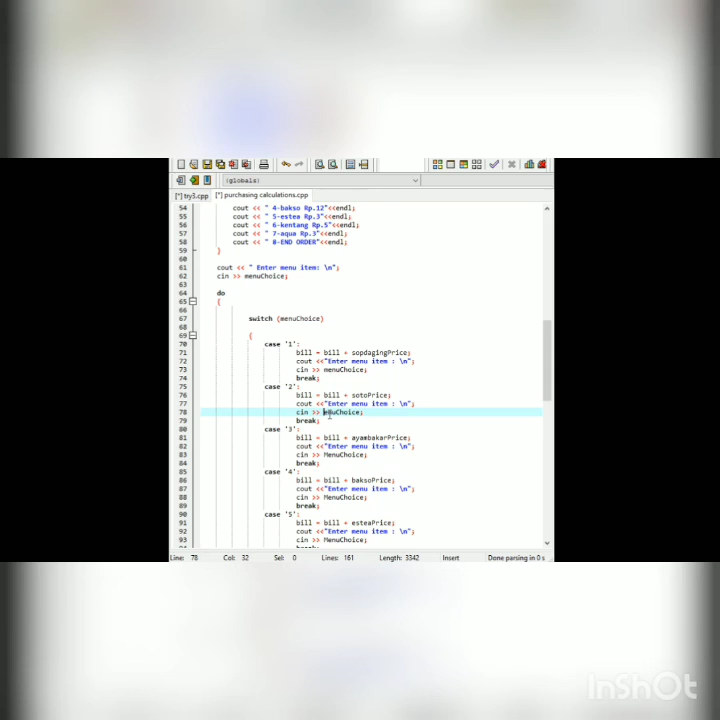 (globals)
[*] try3.cpp [*] purchasing calculations.cpp
54 cout << " 4-bakso Rp.12"<<endl;
55 cout << " 5-estea Rp.3"<<endl;
56 cout << " 6-kentang Rp.5"<<endl;
57 cout << " 7-aqua Rp.3"<<endl;
58 cout << " 8-END ORDER"<<endl;
59 }
60
61 cout << " Enter menu item: \n";
62 cin >> menuChoice;
63
64 do
65 {
66
67 switch (menuChoice)
68
69 {
70 case '1':
71 bill = bill + sopdagingPrice;
72 cout <<"Enter menu item : \n";
73 cin >> menuChoice;
74 break;
75 case '2':
76 bill = bill + sotoPrice;
77 cout <<"Enter menu item : \n";
78 cin >> menuChoice;
79 break;
80 case '3':
81 bill = bill + ayambakarPrice;
82 cout <<"Enter menu item : \n";
83 cin >> MenuChoice;
84 break;
85 case '4':
86 bill = bill + baksoPrice;
87 cout <<"Enter menu item : \n";
88 cin >> MenuChoice;
89 break;
90 case '5':
91 bill = bill + esteaPrice;
92 cout <<"Enter menu item : \n";
93 cin >> MenuChoice;
Line: 78 Col: 32 Sel: 0 Lines: 161 Length: 3342 Insert Done parsing in 0 s
InShOt